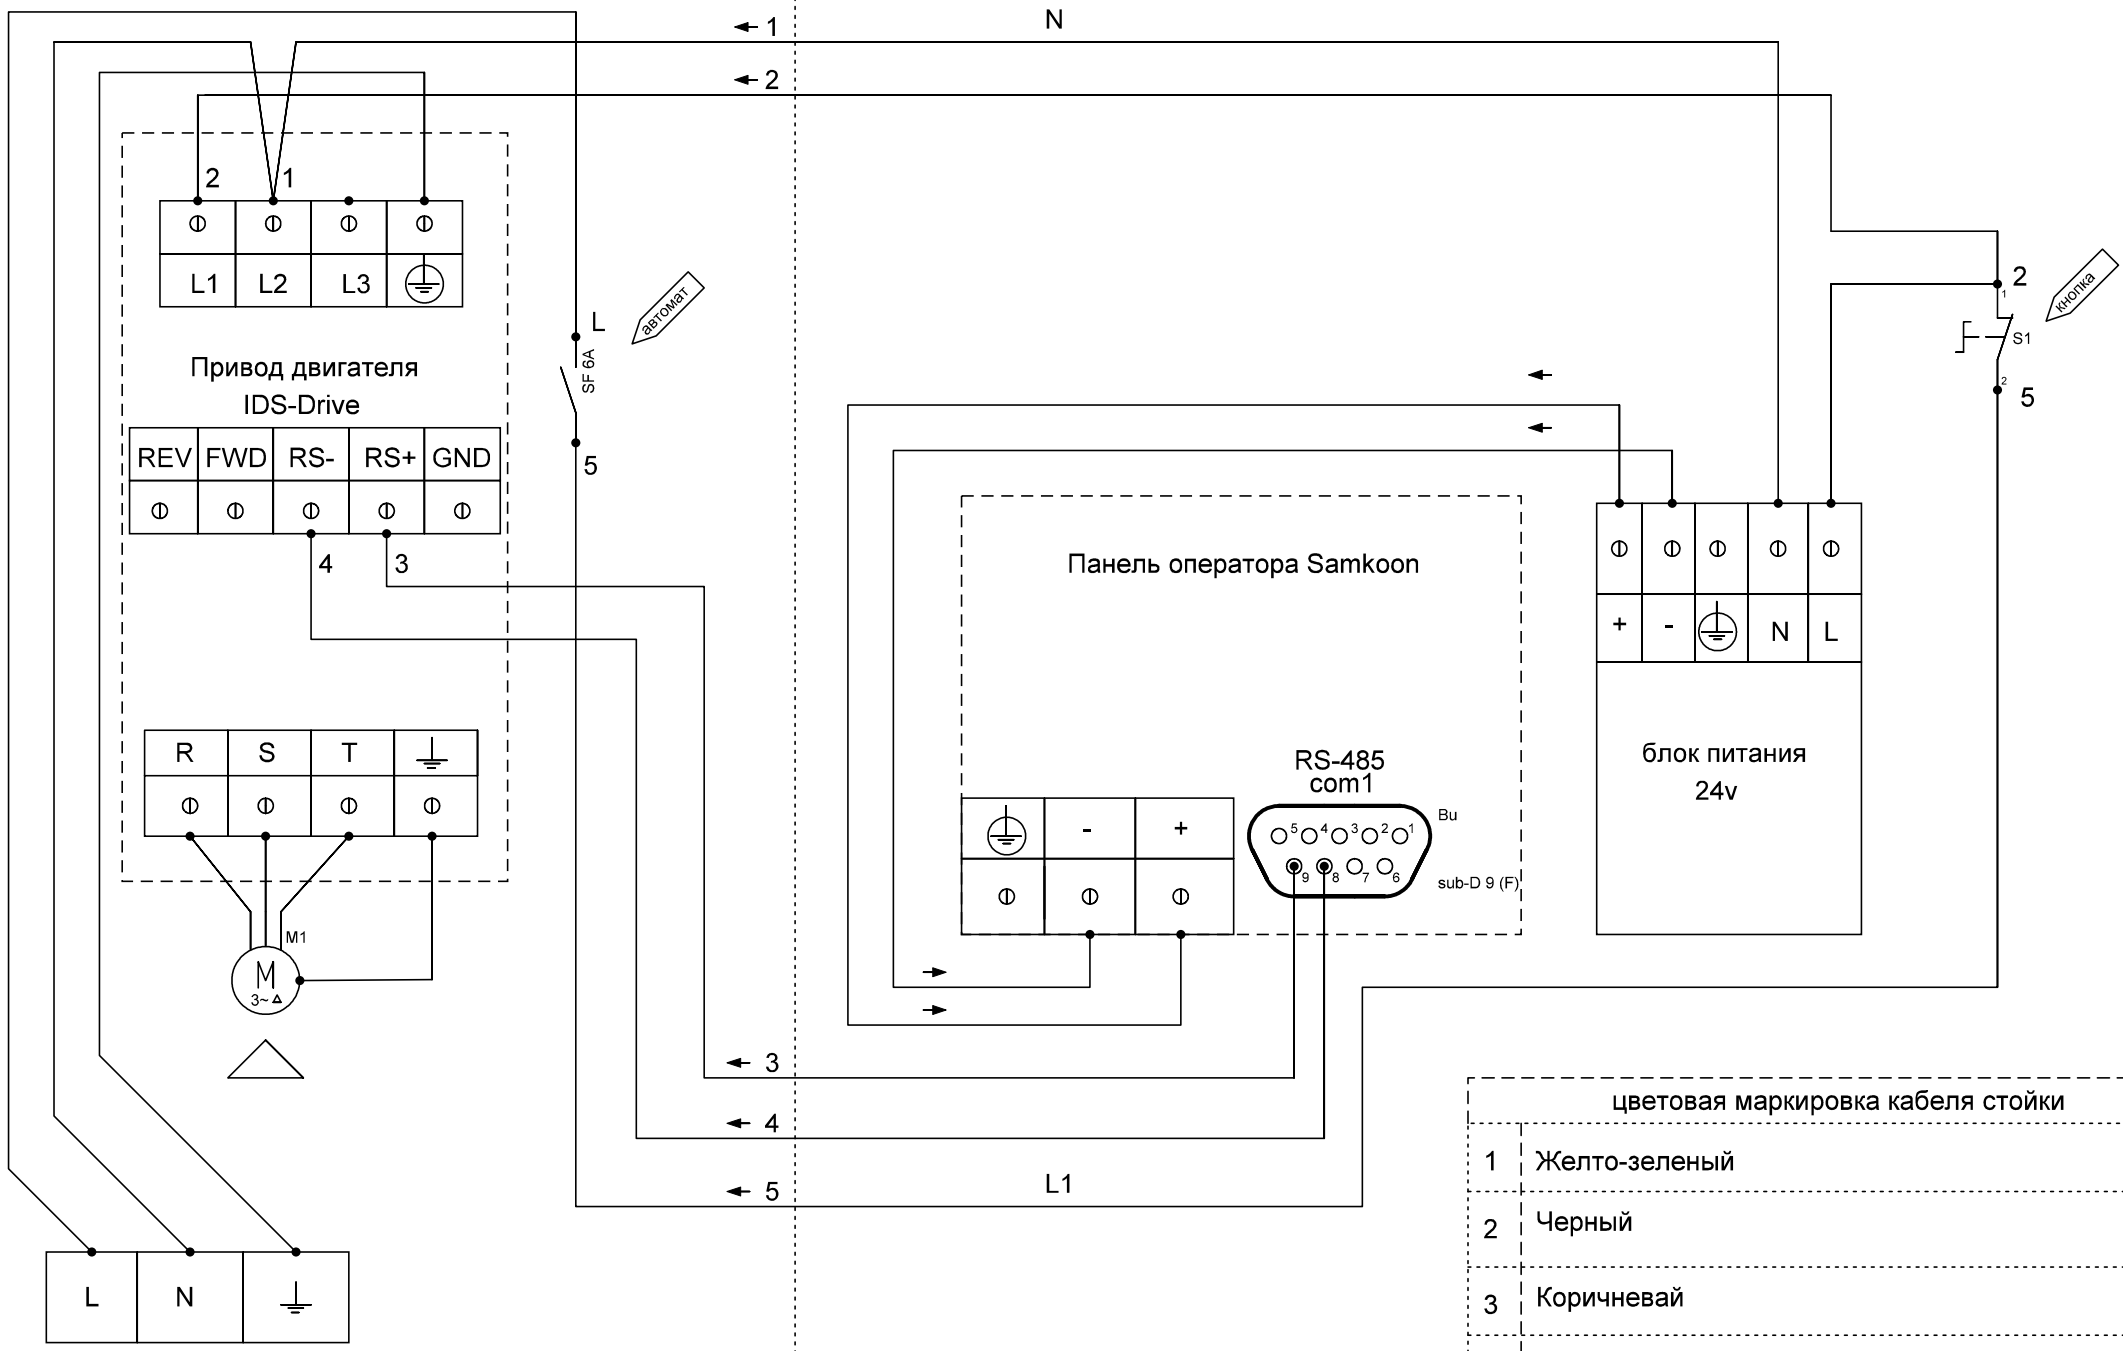 1
N
2
2
1
L1
L2
L3
L
SF 6A
автомат
Привод двигателя
IDS-Drive
REV
FWD
RS-
RS+
GND
5
4
3
2
1
S1
2
5
кнопка
Панель оператора Samkoon
+
-
N
L
блок питания
24v
R
S
T
RS-485
com1
Bu
-
+
5
4
3
2
1
9
8
7
6
sub-D 9 (F)
M1
M
3~ Δ
3
4
5
L1
цветовая маркировка кабеля стойки
1 Желто-зеленый
2 Черный
3 Коричневай
L
N